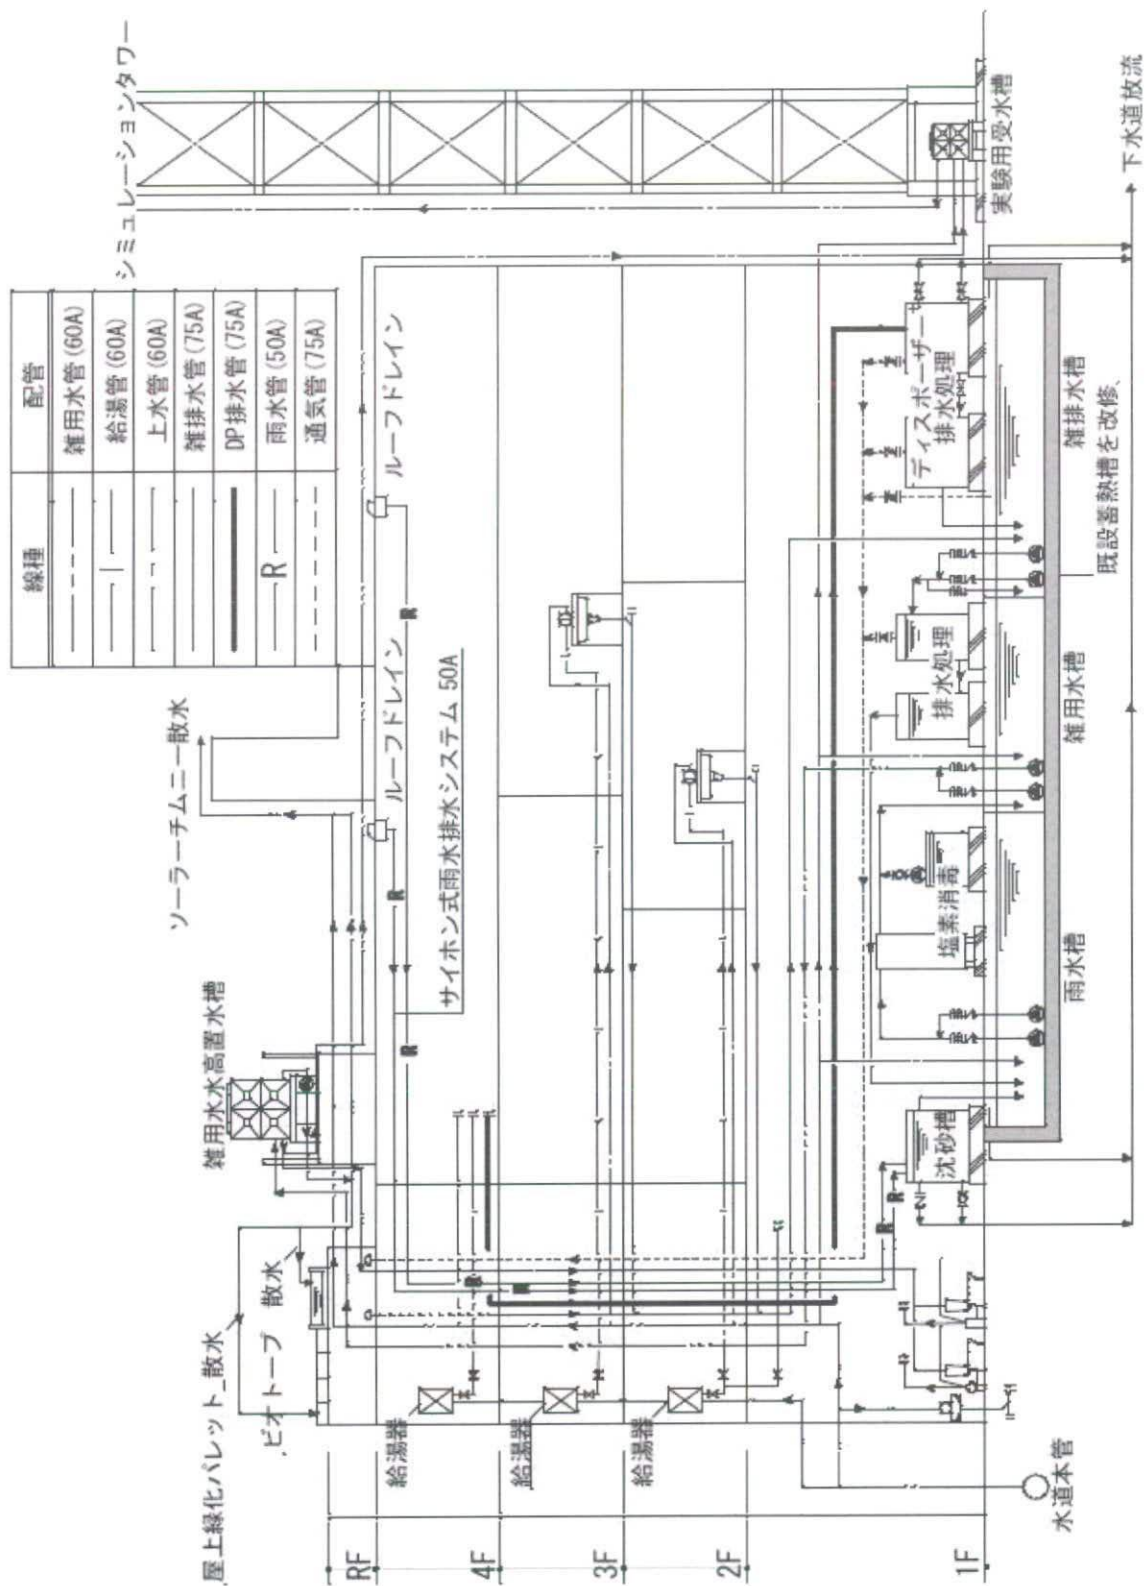 シミュレーションタワー
線種 配管
雑用水管(60A)
給湯管(60A)
上水管(60A)
雑排水管(75A)
DP排水管(75A)
R 雨水管(50A)
通気管(75A)
ソーラーチムニー散水
雑用水水高置水槽
屋上緑化パレット_散水
ビオトープ 散水
ルーフドレイン
ルーフドレイン
サイホン式雨水排水システム 50A
R
R
R
R
R
R
R
R
給湯器
給湯器
給湯器
RF
4F
3F
2F
1F
水道本管
沈砂槽
塩素消毒
排水処理
ディスポーザー
排水処理
実験用受水槽
雨水槽
雑用水槽
雑排水槽
既設蓄熱槽を改修、
下水道放流